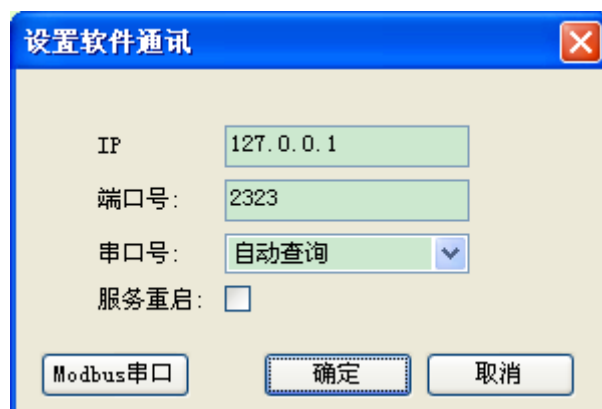 设置软件通讯
IP 127.0.0.1
端口号: 2323
串口号: 自动查询
服务重启:
Modbus串口 确定 取消